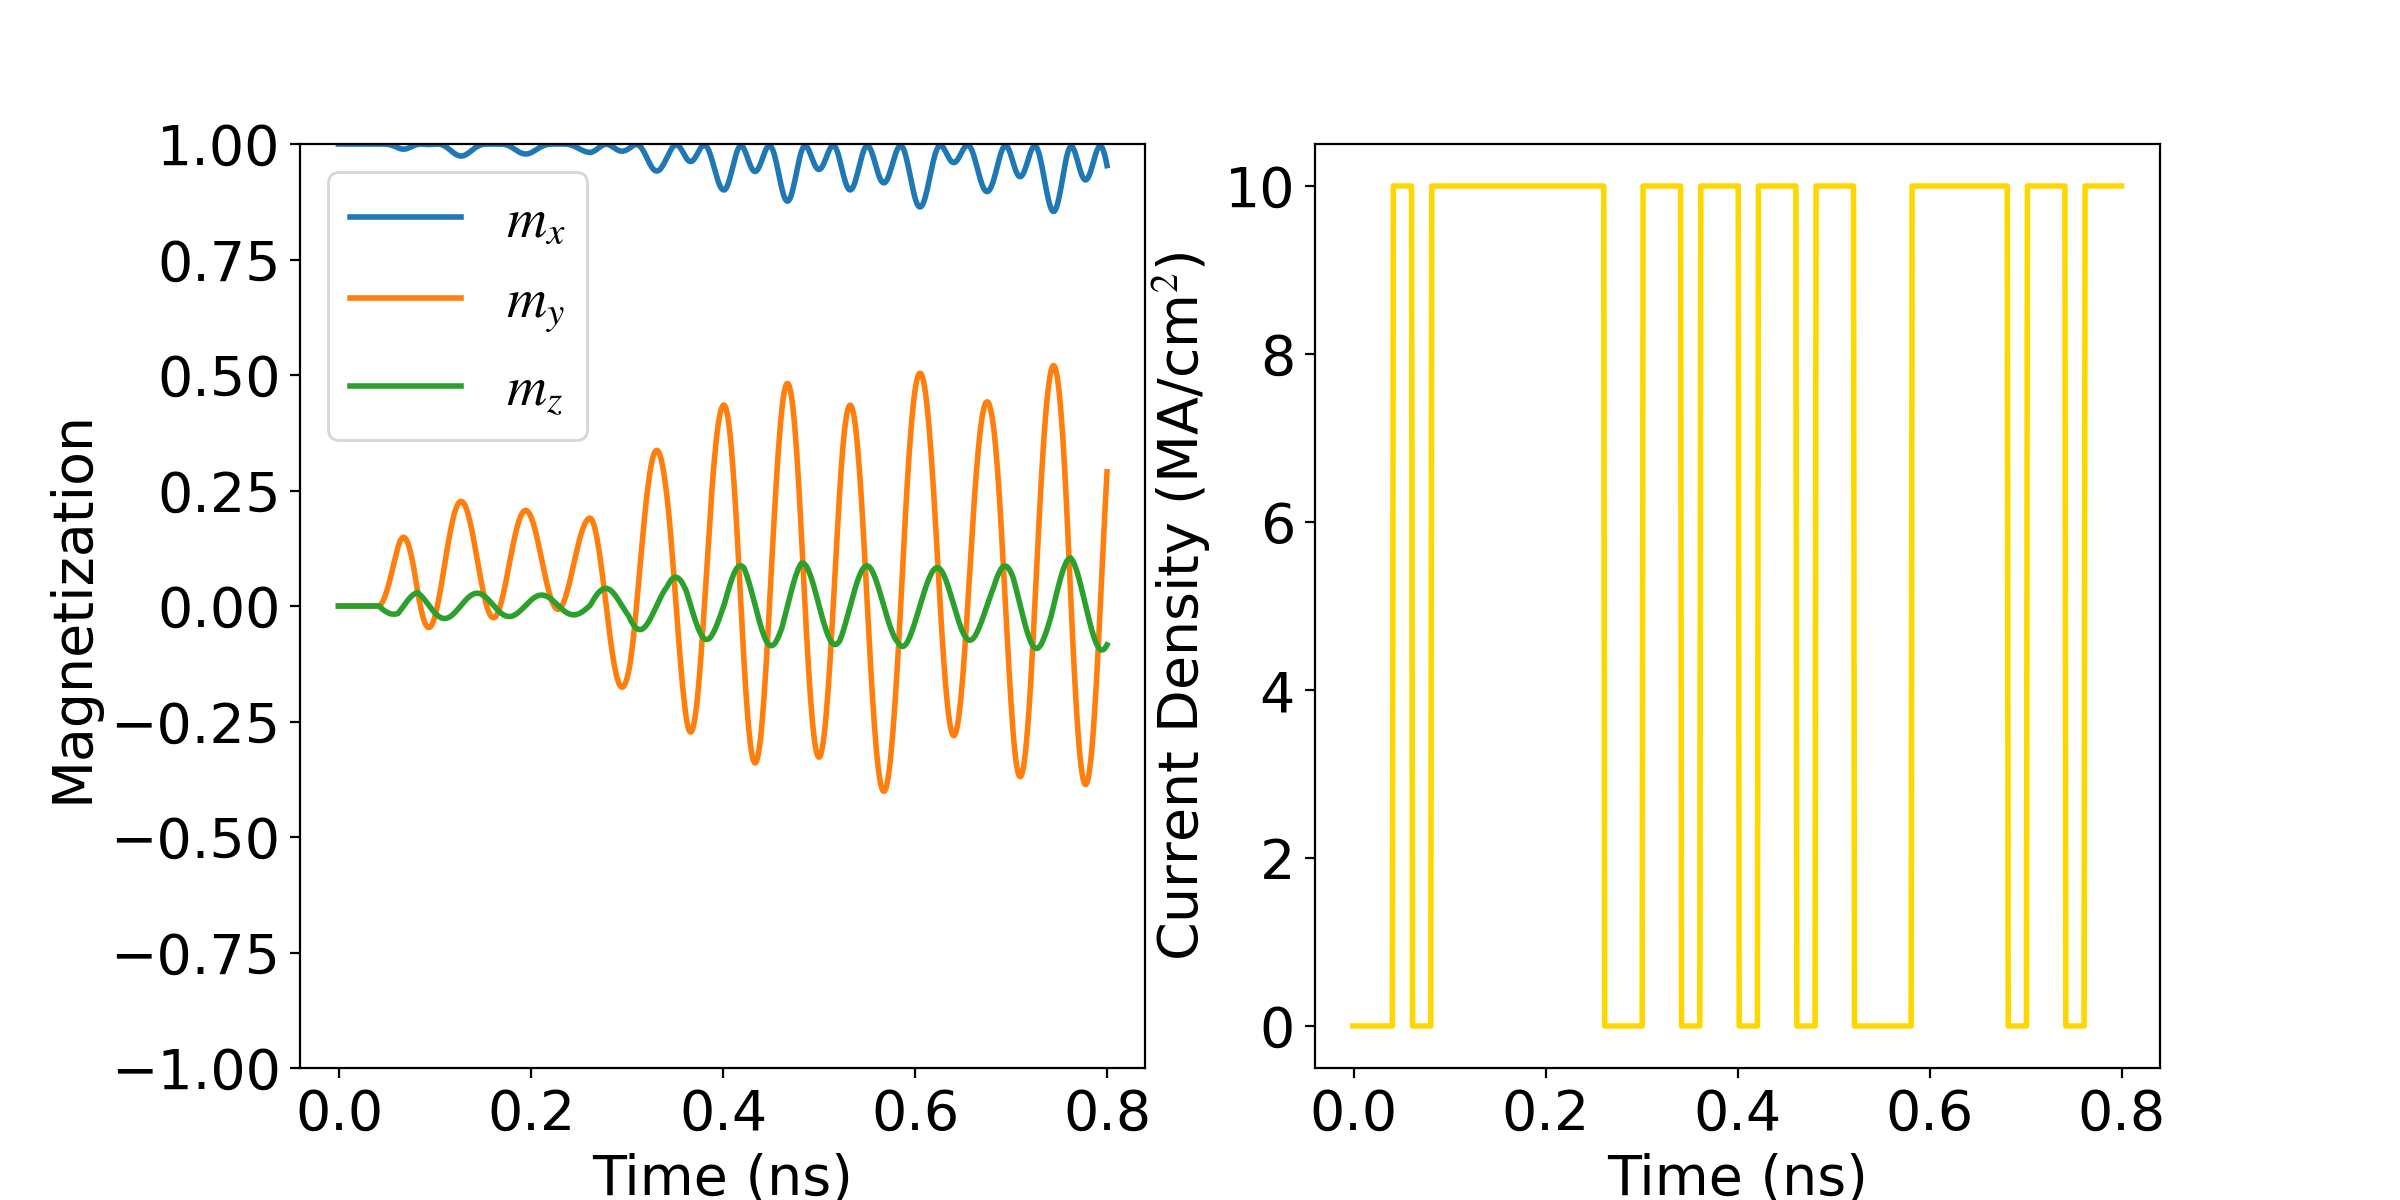 1.00
0.75
0.50
0.25
0.00
−0.25
−0.50
−0.75
−1.00
Magnetization
m_x
m_y
m_z
0.0 0.2 0.4 0.6 0.8
Time (ns)
10
8
6
4
2
0
Current Density (MA/cm²)
0.0 0.2 0.4 0.6 0.8
Time (ns)